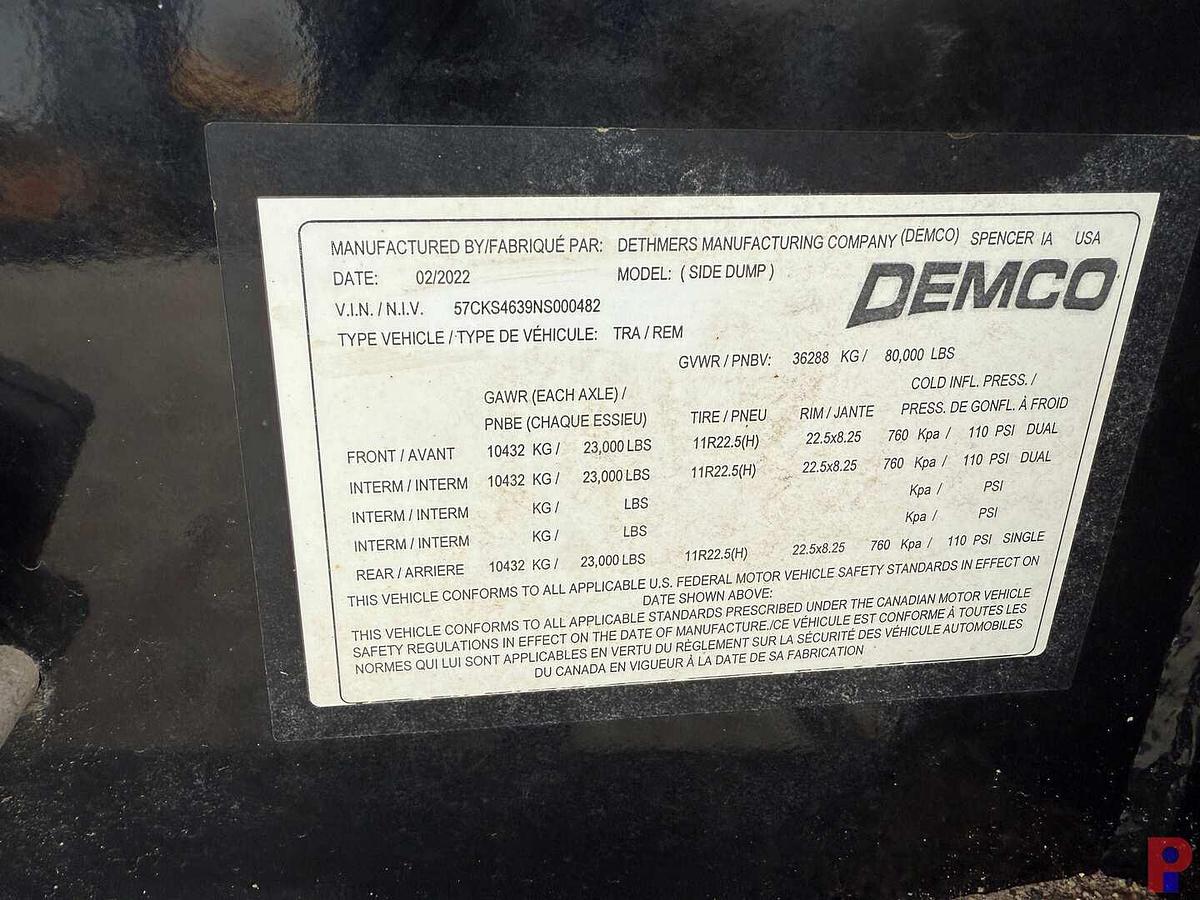 MANUFACTURED BY/FABRIQUÉ PAR: DETHMERS MANUFACTURING COMPANY (DEMCO) SPENCER IA USA
DATE: 02/2022 MODEL: ( SIDE DUMP )
DEMCO
V.I.N. / N.I.V. 57CKS4639NS000482
TYPE VEHICLE / TYPE DE VÉHICULE: TRA / REM
GVWR / PNBV: 36288 KG / 80,000 LBS
GAWR (EACH AXLE) / COLD INFL. PRESS. /
PNBE (CHAQUE ESSIEU) TIRE / PNEU RIM / JANTE PRESS. DE GONFL. À FROID
FRONT / AVANT 10432 KG / 23,000 LBS 11R22.5(H) 22.5x8.25 760 Kpa / 110 PSI DUAL
INTERM / INTERM 10432 KG / 23,000 LBS 11R22.5(H) 22.5x8.25 760 Kpa / 110 PSI DUAL
INTERM / INTERM KG / LBS Kpa / PSI
INTERM / INTERM KG / LBS Kpa / PSI
REAR / ARRIERE 10432 KG / 23,000 LBS 11R22.5(H) 22.5x8.25 760 Kpa / 110 PSI SINGLE
THIS VEHICLE CONFORMS TO ALL APPLICABLE U.S. FEDERAL MOTOR VEHICLE SAFETY STANDARDS IN EFFECT ON
DATE SHOWN ABOVE:
THIS VEHICLE CONFORMS TO ALL APPLICABLE STANDARDS PRESCRIBED UNDER THE CANADIAN MOTOR VEHICLE
SAFETY REGULATIONS IN EFFECT ON THE DATE OF MANUFACTURE./CE VÉHICULE EST CONFORME À TOUTES LES
NORMES QUI LUI SONT APPLICABLES EN VERTU DU RÈGLEMENT SUR LA SÉCURITÉ DES VÉHICULE AUTOMOBILES
DU CANADA EN VIGUEUR À LA DATE DE SA FABRICATION